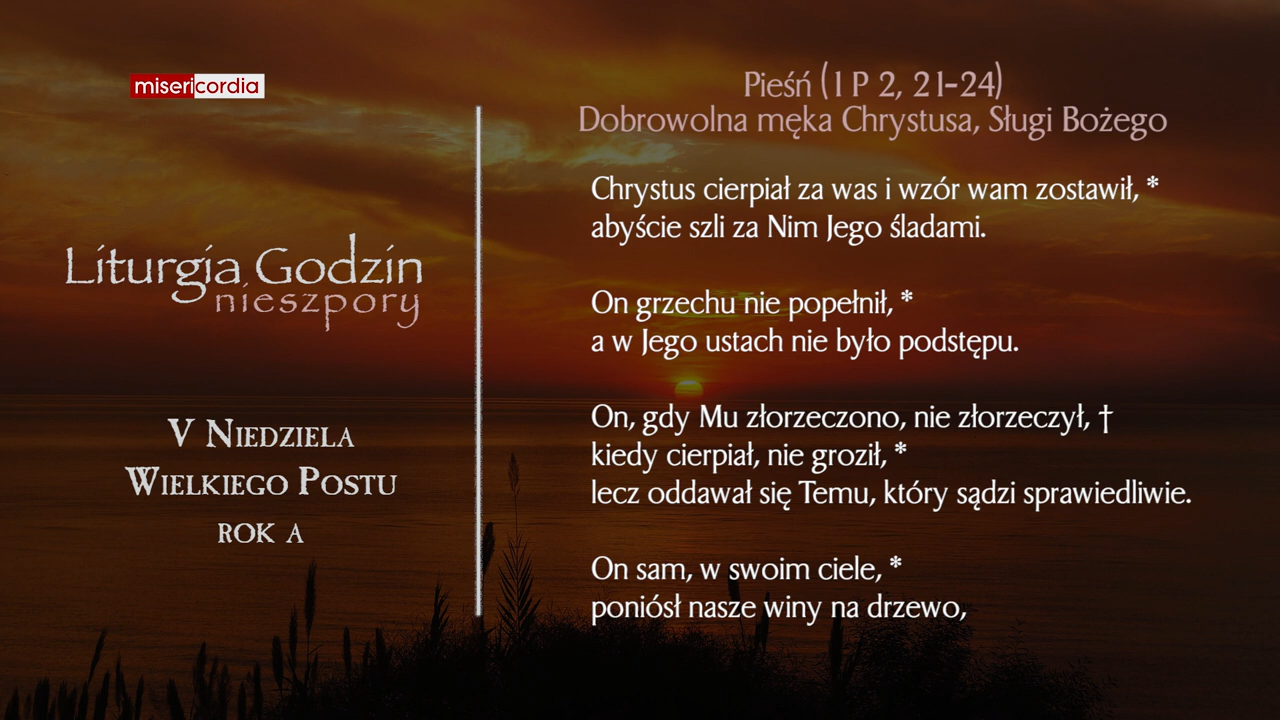 misericordia
Liturgia Godzin
nieszpory
V Niedziela
Wielkiego Postu
rok A
Pieśń (1 P 2, 21-24)
Dobrowolna męka Chrystusa, Sługi Bożego
Chrystus cierpiał za was i wzór wam zostawił, *
abyście szli za Nim Jego śladami.
On grzechu nie popełnił, *
a w Jego ustach nie było podstępu.
On, gdy Mu złorzeczono, nie złorzeczył, †
kiedy cierpiał, nie groził, *
lecz oddawał się Temu, który sądzi sprawiedliwie.
On sam, w swoim ciele, *
poniósł nasze winy na drzewo,